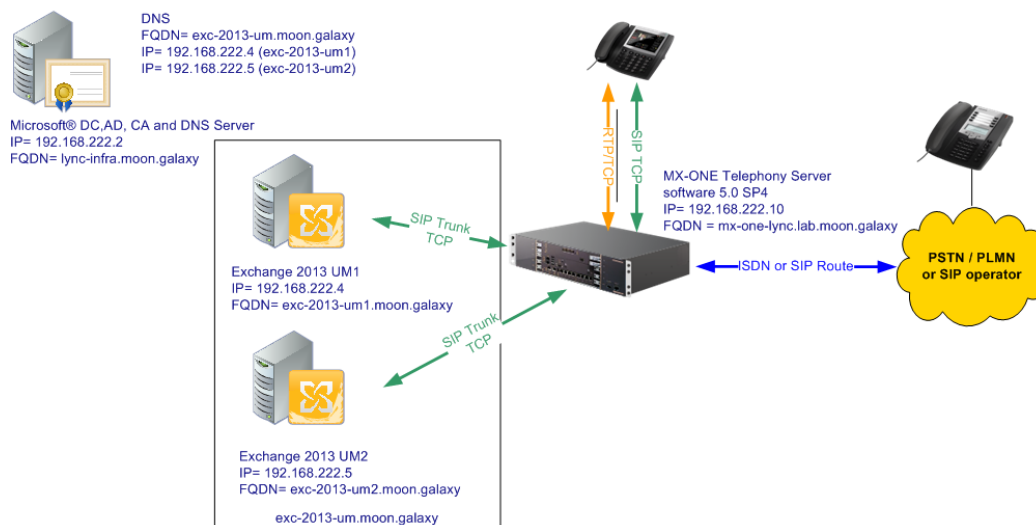 DNS
FQDN= exc-2013-um.moon.galaxy
IP= 192.168.222.4 (exc-2013-um1)
IP= 192.168.222.5 (exc-2013-um2)
Microsoft® DC,AD, CA and DNS Server
IP= 192.168.222.2
FQDN= lync-infra.moon.galaxy
RTP/TCP
SIP TCP
MX-ONE Telephony Server
software 5.0 SP4
IP= 192.168.222.10
FQDN = mx-one-lync.lab.moon.galaxy
SIP Trunk
TCP
Exchange 2013 UM1
IP= 192.168.222.4
FQDN= exc-2013-um1.moon.galaxy
ISDN or SIP Route
PSTN / PLMN
or SIP operator
SIP Trunk
TCP
Exchange 2013 UM2
IP= 192.168.222.5
FQDN= exc-2013-um2.moon.galaxy
exc-2013-um.moon.galaxy